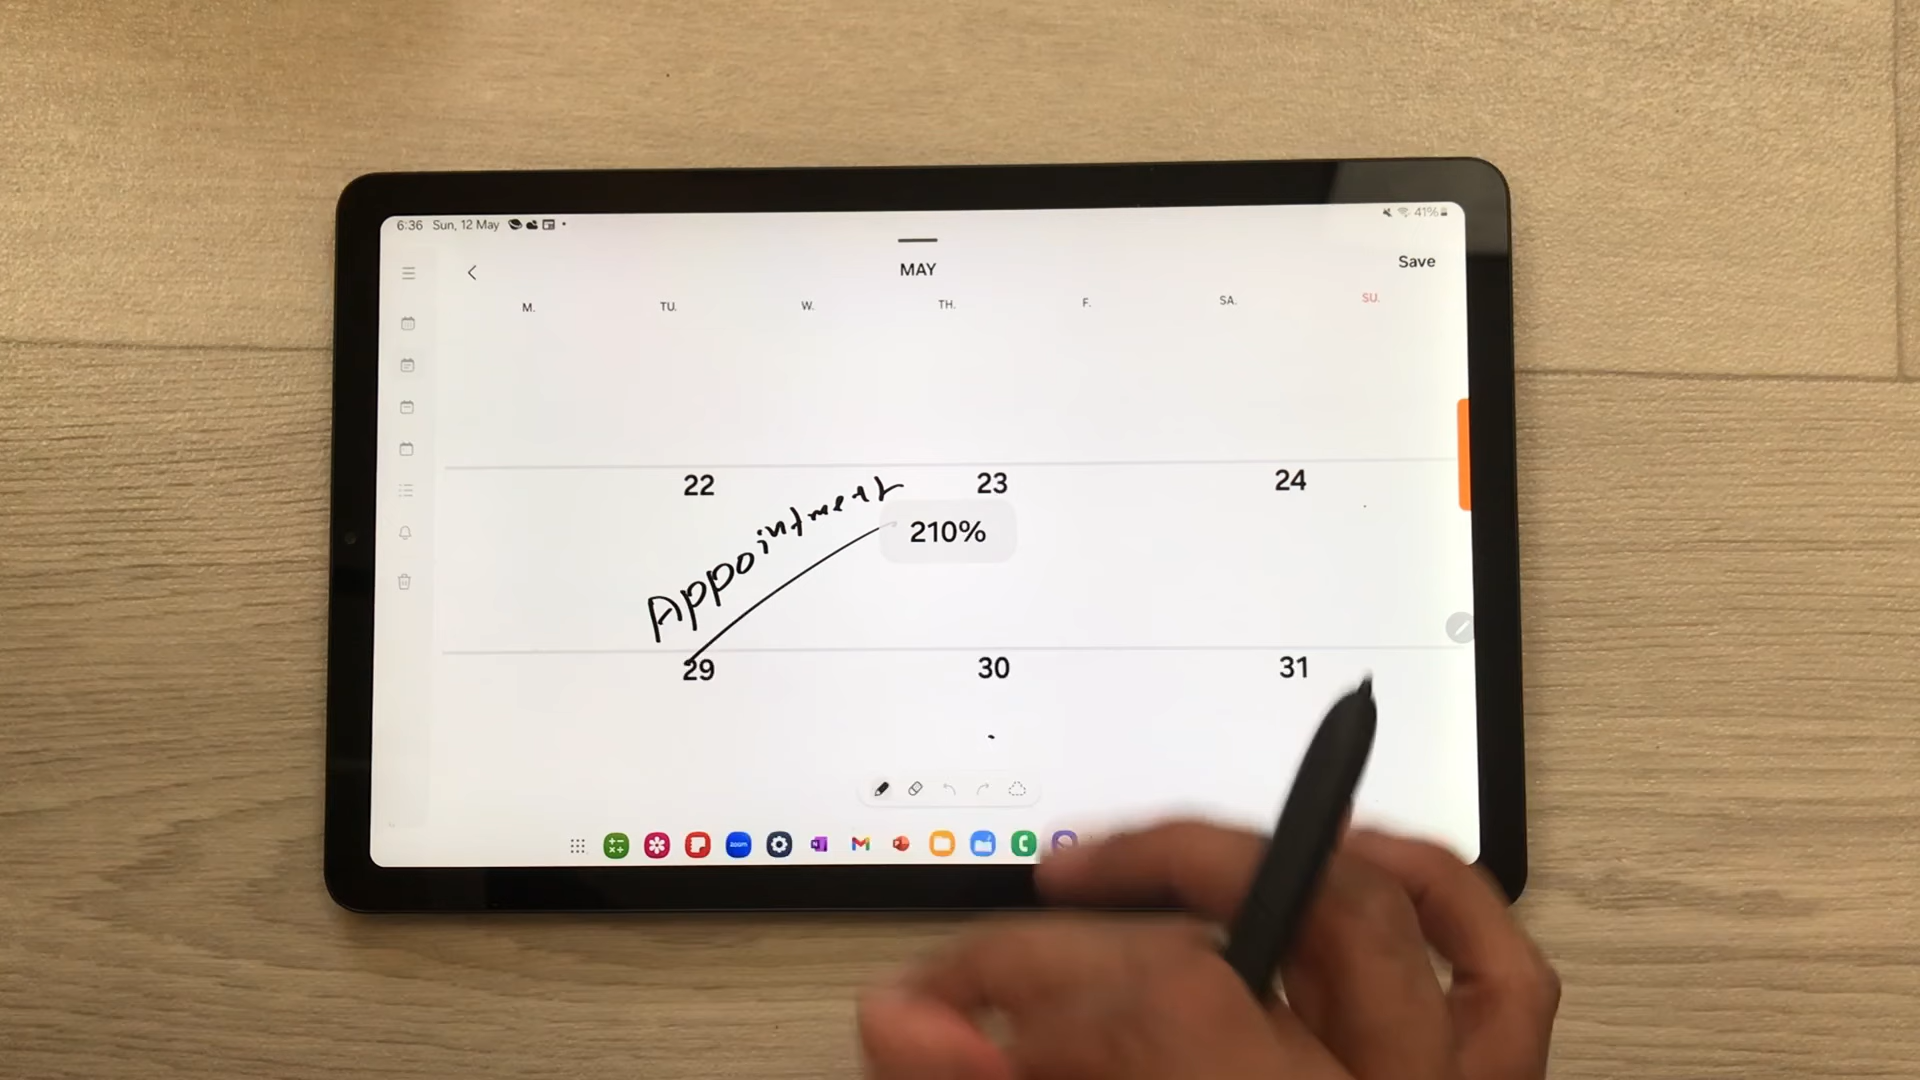 6:36 Sun, 12 May
41%
MAY
Save
M. TU. W. TH. F. SA. SU.
22 23 24
Appointment
210%
29 30 31
zoom